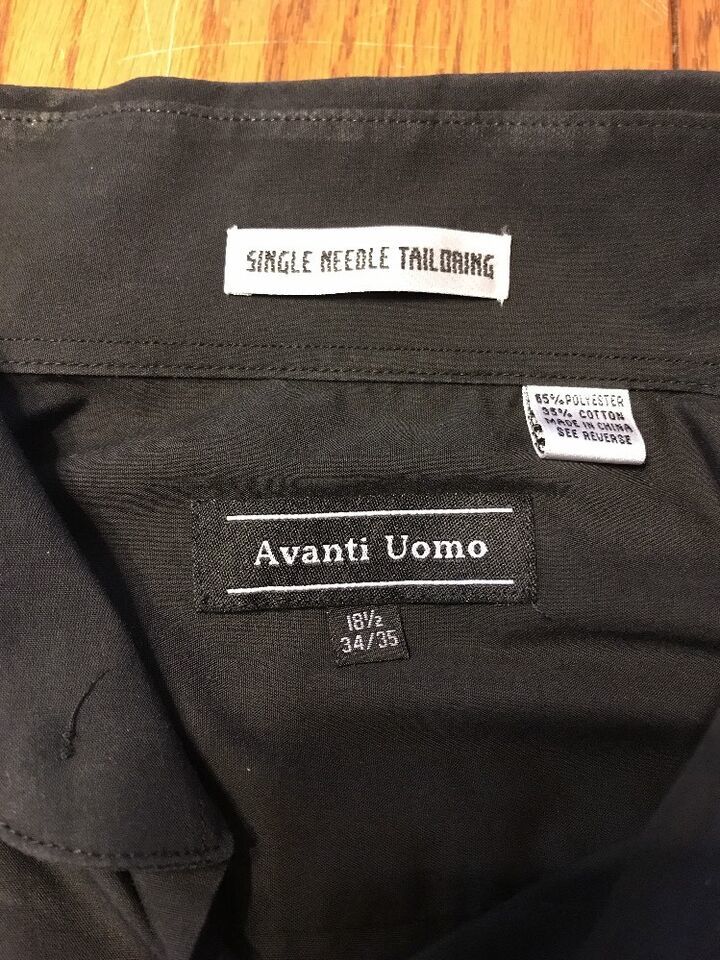 SINGLE NEEDLE TAILORING
65% POLYESTER
35% COTTON
MADE IN CHINA
SEE REVERSE
Avanti Uomo
18½
34/35